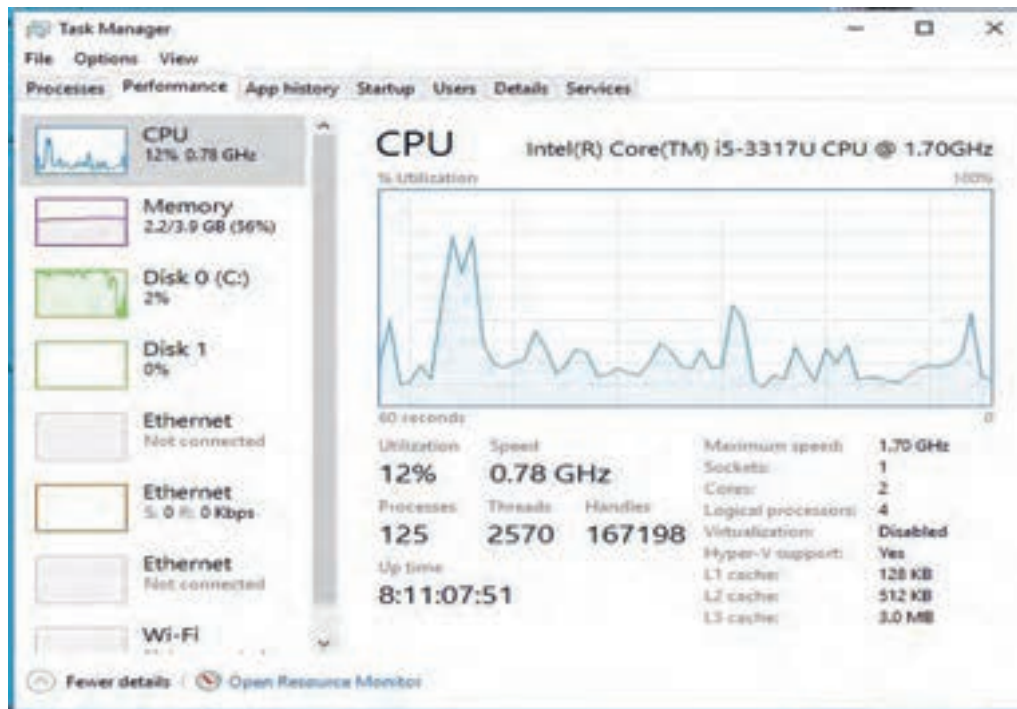 Task Manager
File Options View
Processes Performance App history Startup Users Details Services
CPU
12% 0.78 GHz
Memory
2.2/3.9 GB (56%)
Disk 0 (C:)
2%
Disk 1
0%
Ethernet
Not connected
Ethernet
S: 0 R: 0 Kbps
Ethernet
Not connected
Wi-Fi
CPU Intel(R) Core(TM) i5-3317U CPU @ 1.70GHz
% Utilization 100%
60 seconds 0
Utilization Speed
12% 0.78 GHz
Processes Threads Handles
125 2570 167198
Up time
8:11:07:51
Maximum speed: 1.70 GHz
Sockets: 1
Cores: 2
Logical processors: 4
Virtualization: Disabled
Hyper-V support: Yes
L1 cache: 128 KB
L2 cache: 512 KB
L3 cache: 3.0 MB
Fewer details Open Resource Monitor